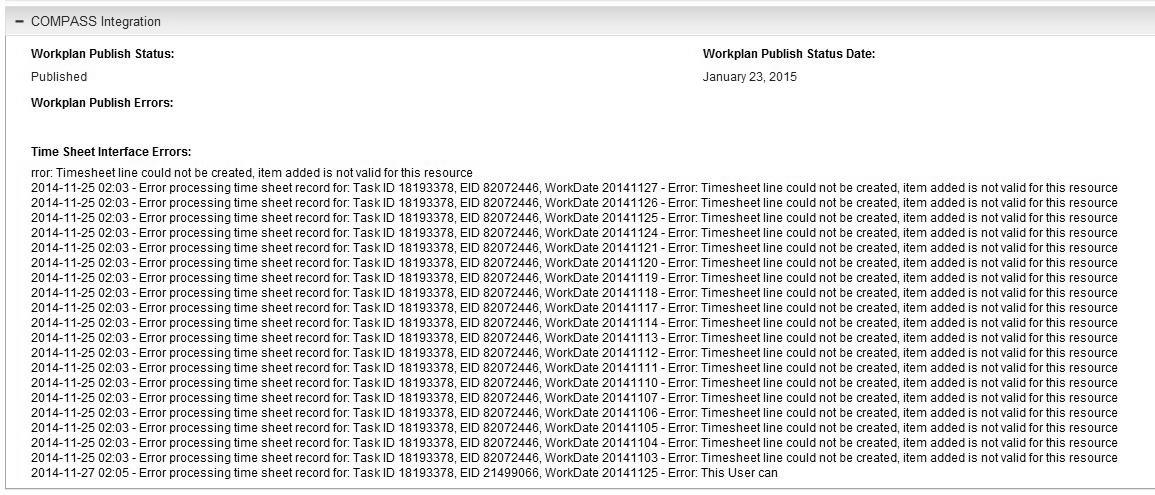 COMPASS Integration
Workplan Publish Status:
Workplan Publish Status Date:
Published
January 23, 2015
Workplan Publish Errors:
Time Sheet Interface Errors:
rror: Timesheet line could not be created, item added is not valid for this resource
2014-11-25 02:03 - Error processing time sheet record for: Task ID 18193378, EID 82072446, WorkDate 20141127 - Error: Timesheet line could not be created, item added is not valid for this resource
2014-11-25 02:03 - Error processing time sheet record for: Task ID 18193378, EID 82072446, WorkDate 20141126 - Error: Timesheet line could not be created, item added is not valid for this resource
2014-11-25 02:03 - Error processing time sheet record for: Task ID 18193378, EID 82072446, WorkDate 20141125 - Error: Timesheet line could not be created, item added is not valid for this resource
2014-11-25 02:03 - Error processing time sheet record for: Task ID 18193378, EID 82072446, WorkDate 20141124 - Error: Timesheet line could not be created, item added is not valid for this resource
2014-11-25 02:03 - Error processing time sheet record for: Task ID 18193378, EID 82072446, WorkDate 20141121 - Error: Timesheet line could not be created, item added is not valid for this resource
2014-11-25 02:03 - Error processing time sheet record for: Task ID 18193378, EID 82072446, WorkDate 20141120 - Error: Timesheet line could not be created, item added is not valid for this resource
2014-11-25 02:03 - Error processing time sheet record for: Task ID 18193378, EID 82072446, WorkDate 20141119 - Error: Timesheet line could not be created, item added is not valid for this resource
2014-11-25 02:03 - Error processing time sheet record for: Task ID 18193378, EID 82072446, WorkDate 20141118 - Error: Timesheet line could not be created, item added is not valid for this resource
2014-11-25 02:03 - Error processing time sheet record for: Task ID 18193378, EID 82072446, WorkDate 20141117 - Error: Timesheet line could not be created, item added is not valid for this resource
2014-11-25 02:03 - Error processing time sheet record for: Task ID 18193378, EID 82072446, WorkDate 20141114 - Error: Timesheet line could not be created, item added is not valid for this resource
2014-11-25 02:03 - Error processing time sheet record for: Task ID 18193378, EID 82072446, WorkDate 20141113 - Error: Timesheet line could not be created, item added is not valid for this resource
2014-11-25 02:03 - Error processing time sheet record for: Task ID 18193378, EID 82072446, WorkDate 20141112 - Error: Timesheet line could not be created, item added is not valid for this resource
2014-11-25 02:03 - Error processing time sheet record for: Task ID 18193378, EID 82072446, WorkDate 20141111 - Error: Timesheet line could not be created, item added is not valid for this resource
2014-11-25 02:03 - Error processing time sheet record for: Task ID 18193378, EID 82072446, WorkDate 20141110 - Error: Timesheet line could not be created, item added is not valid for this resource
2014-11-25 02:03 - Error processing time sheet record for: Task ID 18193378, EID 82072446, WorkDate 20141107 - Error: Timesheet line could not be created, item added is not valid for this resource
2014-11-25 02:03 - Error processing time sheet record for: Task ID 18193378, EID 82072446, WorkDate 20141106 - Error: Timesheet line could not be created, item added is not valid for this resource
2014-11-25 02:03 - Error processing time sheet record for: Task ID 18193378, EID 82072446, WorkDate 20141105 - Error: Timesheet line could not be created, item added is not valid for this resource
2014-11-25 02:03 - Error processing time sheet record for: Task ID 18193378, EID 82072446, WorkDate 20141104 - Error: Timesheet line could not be created, item added is not valid for this resource
2014-11-25 02:03 - Error processing time sheet record for: Task ID 18193378, EID 82072446, WorkDate 20141103 - Error: Timesheet line could not be created, item added is not valid for this resource
2014-11-27 02:05 - Error processing time sheet record for: Task ID 18193378, EID 21499066, WorkDate 20141125 - Error: This User can